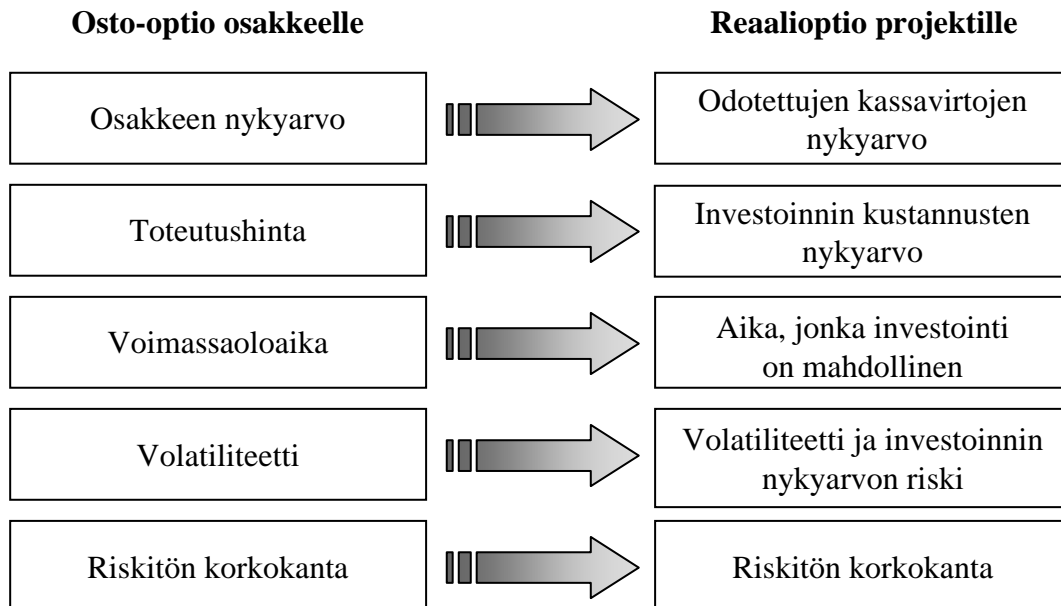 Osto-optio osakkeelle
Reaalioptio projektille
Osakkeen nykyarvo
Odotettujen kassavirtojen
nykyarvo
Toteutushinta
Investoinnin kustannusten
nykyarvo
Voimassaoloaika
Aika, jonka investointi
on mahdollinen
Volatiliteetti
Volatiliteetti ja investoinnin
nykyarvon riski
Riskitön korkokanta
Riskitön korkokanta